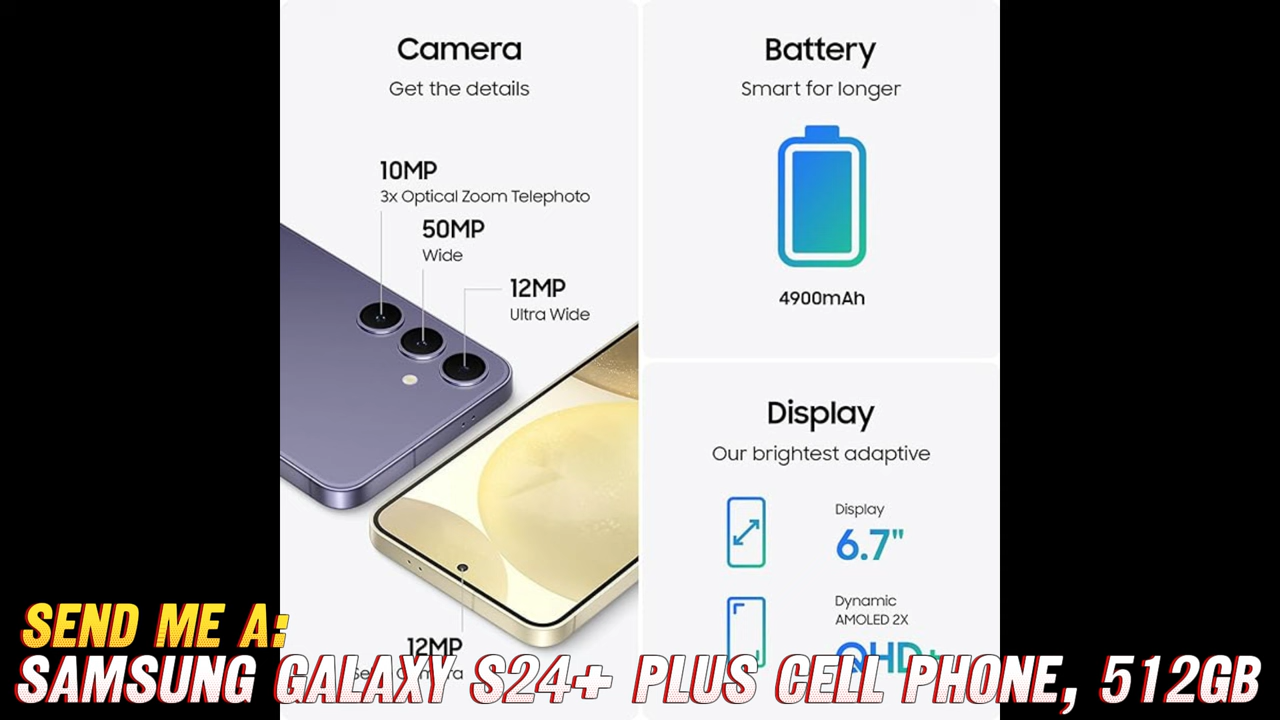 Camera
Get the details
10MP
3x Optical Zoom Telephoto
50MP
Wide
12MP
Ultra Wide
12MP
Camera
Battery
Smart for longer
4900mAh
Display
Our brightest adaptive
Display
6.7"
Dynamic
AMOLED 2X
QHD+
SEND ME A:
SAMSUNG GALAXY S24+ PLUS CELL PHONE, 512GB